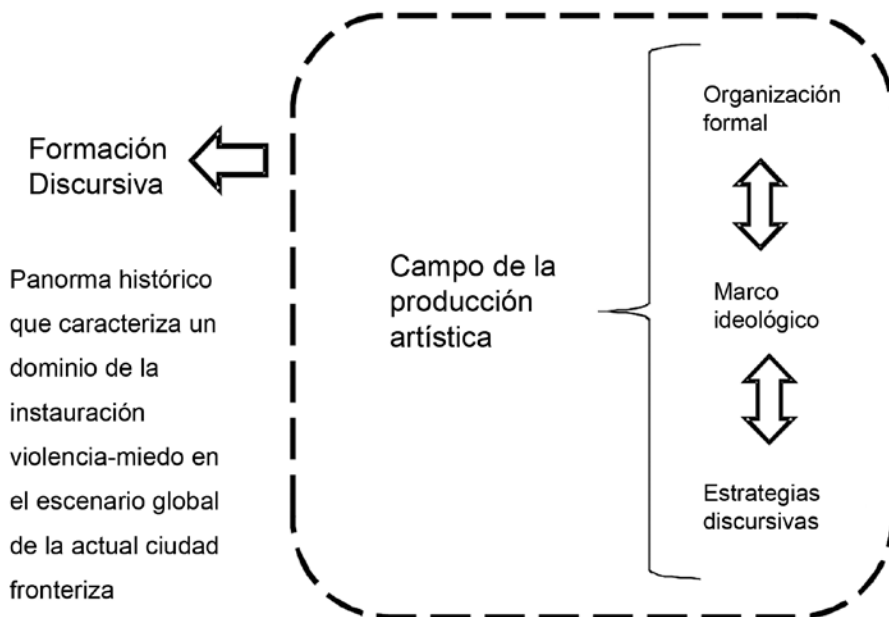 Formación
Discursiva
Panorma histórico
que caracteriza un
dominio de la
instauración
violencia-miedo en
el escenario global
de la actual ciudad
fronteriza
Campo de la
producción
artística
Organización
formal
Marco
ideológico
Estrategias
discursivas